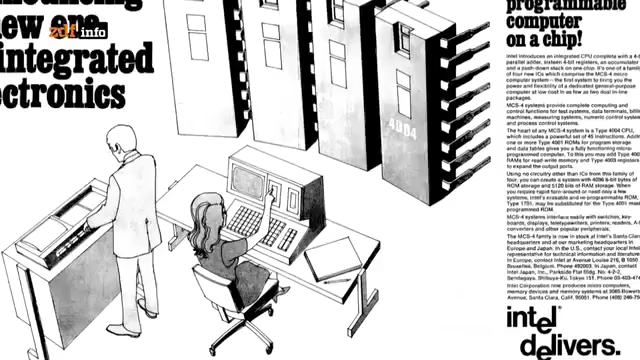 new era
integrated
ctronics
zdf info
4004
programmable
computer
on a chip!
Intel introduces an integrated CPU complete with a 4-bit
parallel adder, sixteen 4-bit registers, an accumulator
and a push-down stack on one chip. It's one of a family
of four new ICs which comprise the MCS-4 micro
computer system—the first system to bring you the
power and flexibility of a dedicated general-purpose
computer at low cost in as few as two dual in-line
packages.
MCS-4 systems provide complete computing and
control functions for test systems, data terminals, billing
machines, measuring systems, numeric control systems
and process control systems.
The heart of any MCS-4 system is a Type 4004 CPU,
which includes a powerful set of 45 instructions. Adding
one or more Type 4001 ROMs for program storage
and data tables gives you a fully functioning micro-
programmed computer. To this you may add Type 4002
RAMs for read-write memory and Type 4003 registers
to expand the output ports.
Using no circuitry other than ICs from this family of
four, you can create a system with 4096 8-bit bytes of
ROM storage and 5120 bits of RAM storage. When
you require rapid turn-around or need only a few
systems, Intel's erasable and re-programmable ROM,
Type 1701, may be substituted for the Type 4001 mask-
programmed ROM.
MCS-4 systems interface easily with switches, key-
boards, displays, teletypewriters, printers, readers, A-D
converters and other popular peripherals.
The MCS-4 family is now in stock at Intel's Santa Clara
headquarters and at our marketing headquarters in
Europe and Japan. In the U.S., contact your local Intel
representative for technical information and literature.
In Europe, contact Intel at Avenue Louise 216, B 1050
Bruxelles, Belgium. Phone 492003. In Japan, contact
Intel Japan, Inc., Parkside Flat Bldg. No. 4-2-2,
Sendagaya, Shibuya-Ku, Tokyo 151. Phone 03-403-4747.
Intel Corporation now produces micro computers,
memory devices and memory systems at 3065 Bowers
Avenue, Santa Clara, Calif. 95051. Phone (408) 246-7501.
intel
delivers.